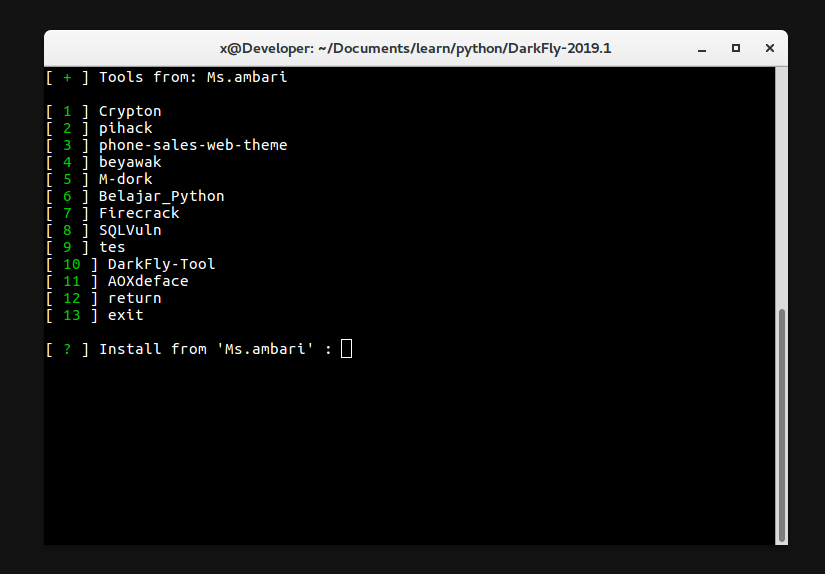 x@Developer: ~/Documents/learn/python/DarkFly-2019.1
[ + ] Tools from: Ms.ambari
[ 1 ] Crypton
[ 2 ] pihack
[ 3 ] phone-sales-web-theme
[ 4 ] beyawak
[ 5 ] M-dork
[ 6 ] Belajar_Python
[ 7 ] Firecrack
[ 8 ] SQLVuln
[ 9 ] tes
[ 10 ] DarkFly-Tool
[ 11 ] AOXdeface
[ 12 ] return
[ 13 ] exit
[ ? ] Install from 'Ms.ambari' :